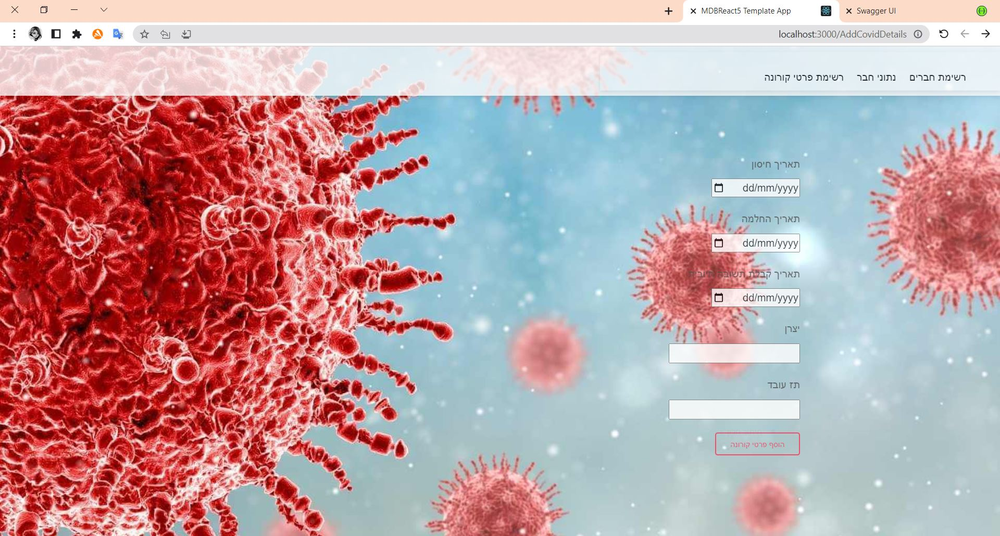 MDBReact5 Template App
Swagger UI
localhost:3000/AddCovidDetails
רשימת חברים נתוני חבר רשימת פרטי קורונה
תאריך חיסון
dd/mm/yyyy
תאריך החלמה
dd/mm/yyyy
תאריך קבלת תשובה חיובית
dd/mm/yyyy
יצרן
תז עובד
הוסף פרטי קורונה